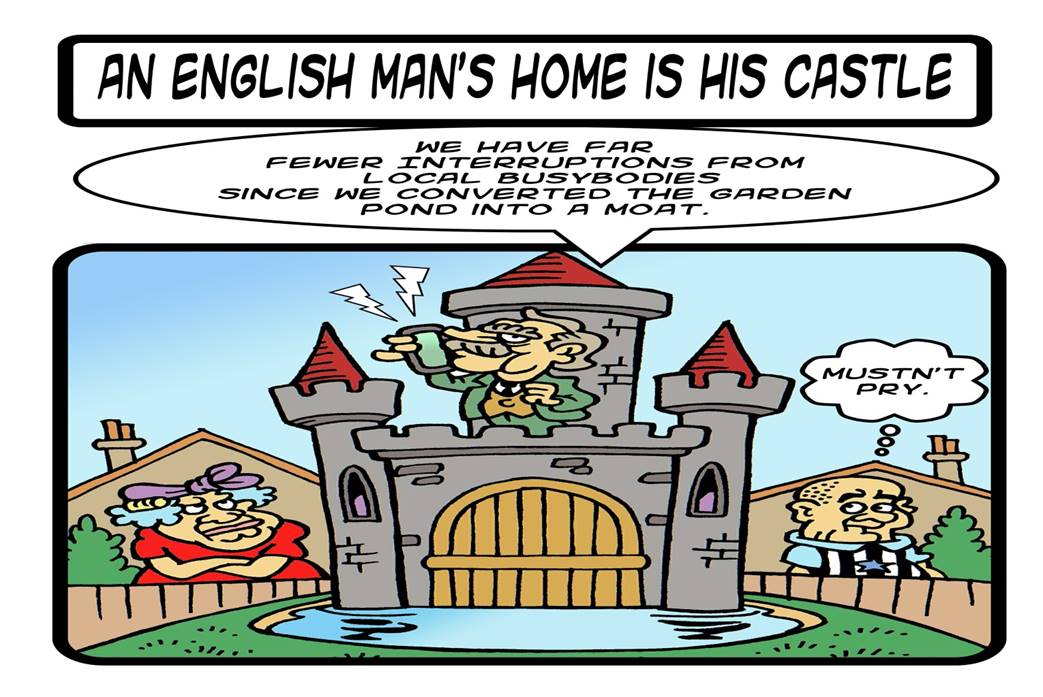 AN ENGLISH MAN'S HOME IS HIS CASTLE
WE HAVE FAR
FEWER INTERRUPTIONS FROM
LOCAL BUSYBODIES
SINCE WE CONVERTED THE GARDEN
POND INTO A MOAT.
MUSTN'T
PRY.